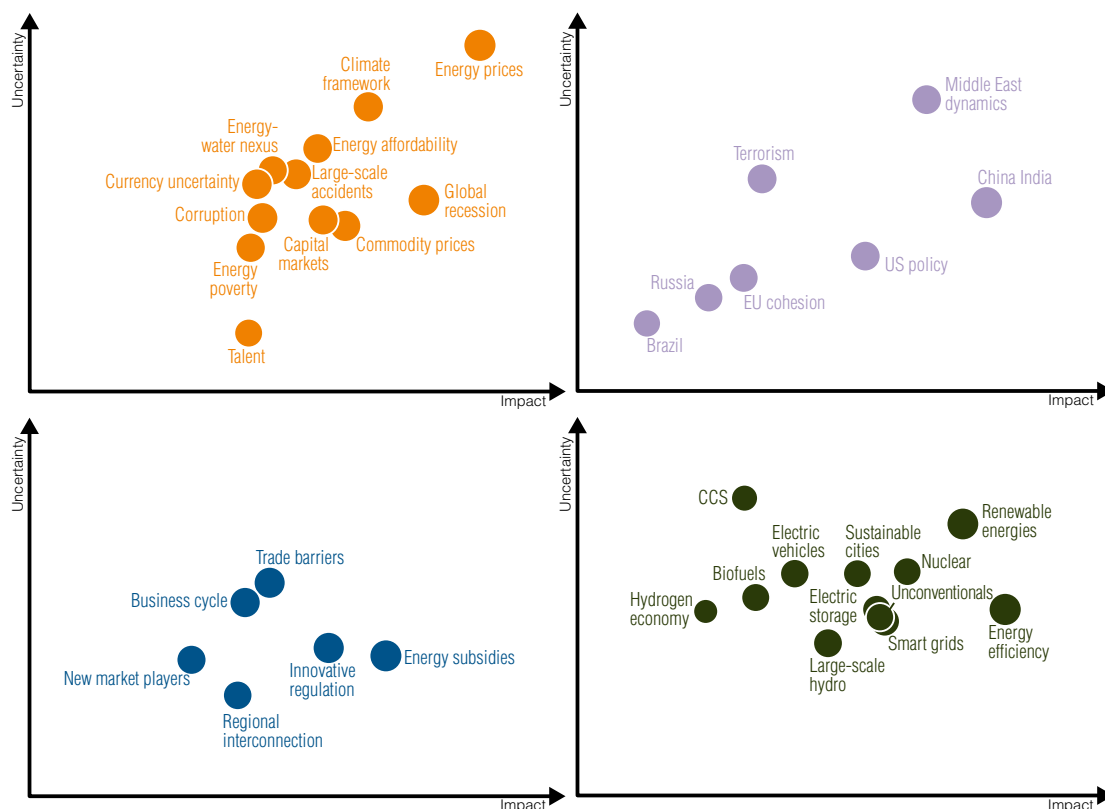 Uncertainty
Energy prices
Climate
framework
Energy-
water nexus
Energy affordability
Currency uncertainty
Large-scale
accidents
Global
recession
Corruption
Capital
markets
Commodity prices
Energy
poverty
Talent
Impact
Uncertainty
Middle East
dynamics
Terrorism
China India
US policy
Russia
EU cohesion
Brazil
Impact
Uncertainty
Trade barriers
Business cycle
New market players
Innovative
regulation
Energy subsidies
Regional
interconnection
Impact
Uncertainty
CCS
Renewable
energies
Electric
vehicles
Sustainable
cities
Nuclear
Biofuels
Hydrogen
economy
Electric
storage
Unconventionals
Smart grids
Energy
efficiency
Large-scale
hydro
Impact